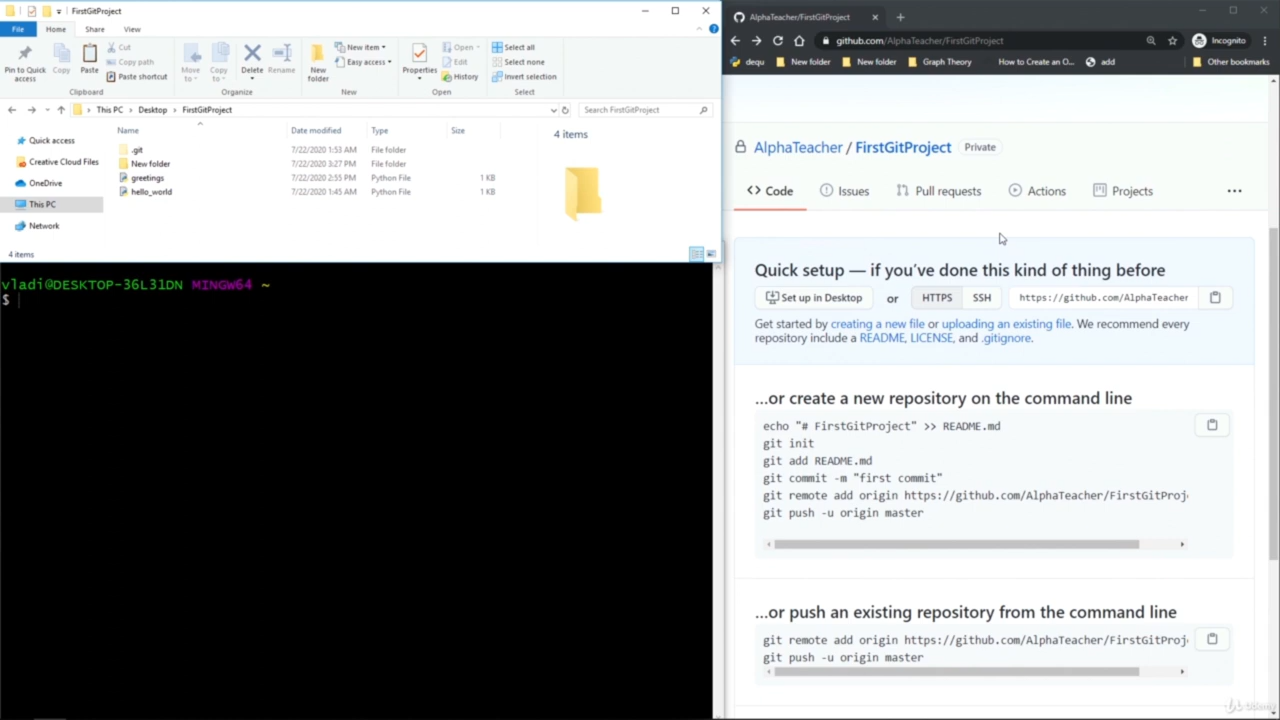 FirstGitProject
File
Home
Share
View
Pin to Quick access
Copy
Paste
Cut
Copy path
Paste shortcut
Clipboard
Move to
Copy to
Delete
Rename
Organize
New folder
New item
Easy access
New
Properties
Open
Edit
History
Open
Select all
Select none
Invert selection
Select
This PC > Desktop > FirstGitProject
Search FirstGitProject
Quick access
Creative Cloud Files
OneDrive
This PC
Network
Name Date modified Type Size
.git 7/22/2020 1:53 AM File folder
New folder 7/22/2020 3:27 PM File folder
greetings 7/22/2020 2:55 PM Python File 1 KB
hello_world 7/22/2020 1:45 AM Python File 1 KB
4 items
4 items
vladi@DESKTOP-36L31DN MINGW64 ~
$
AlphaTeacher/FirstGitProject
github.com/AlphaTeacher/FirstGitProject
Incognito
dequ
New folder
New folder
Graph Theory
How to Create an O...
add
Other bookmarks
AlphaTeacher / FirstGitProject Private
<> Code
Issues
Pull requests
Actions
Projects
...
Quick setup — if you've done this kind of thing before
Set up in Desktop or HTTPS SSH https://github.com/AlphaTeacher
Get started by creating a new file or uploading an existing file. We recommend every
repository include a README, LICENSE, and .gitignore.
...or create a new repository on the command line
echo "# FirstGitProject" >> README.md
git init
git add README.md
git commit -m "first commit"
git remote add origin https://github.com/AlphaTeacher/FirstGitProj
git push -u origin master
...or push an existing repository from the command line
git remote add origin https://github.com/AlphaTeacher/FirstGitProj
git push -u origin master
Udemy